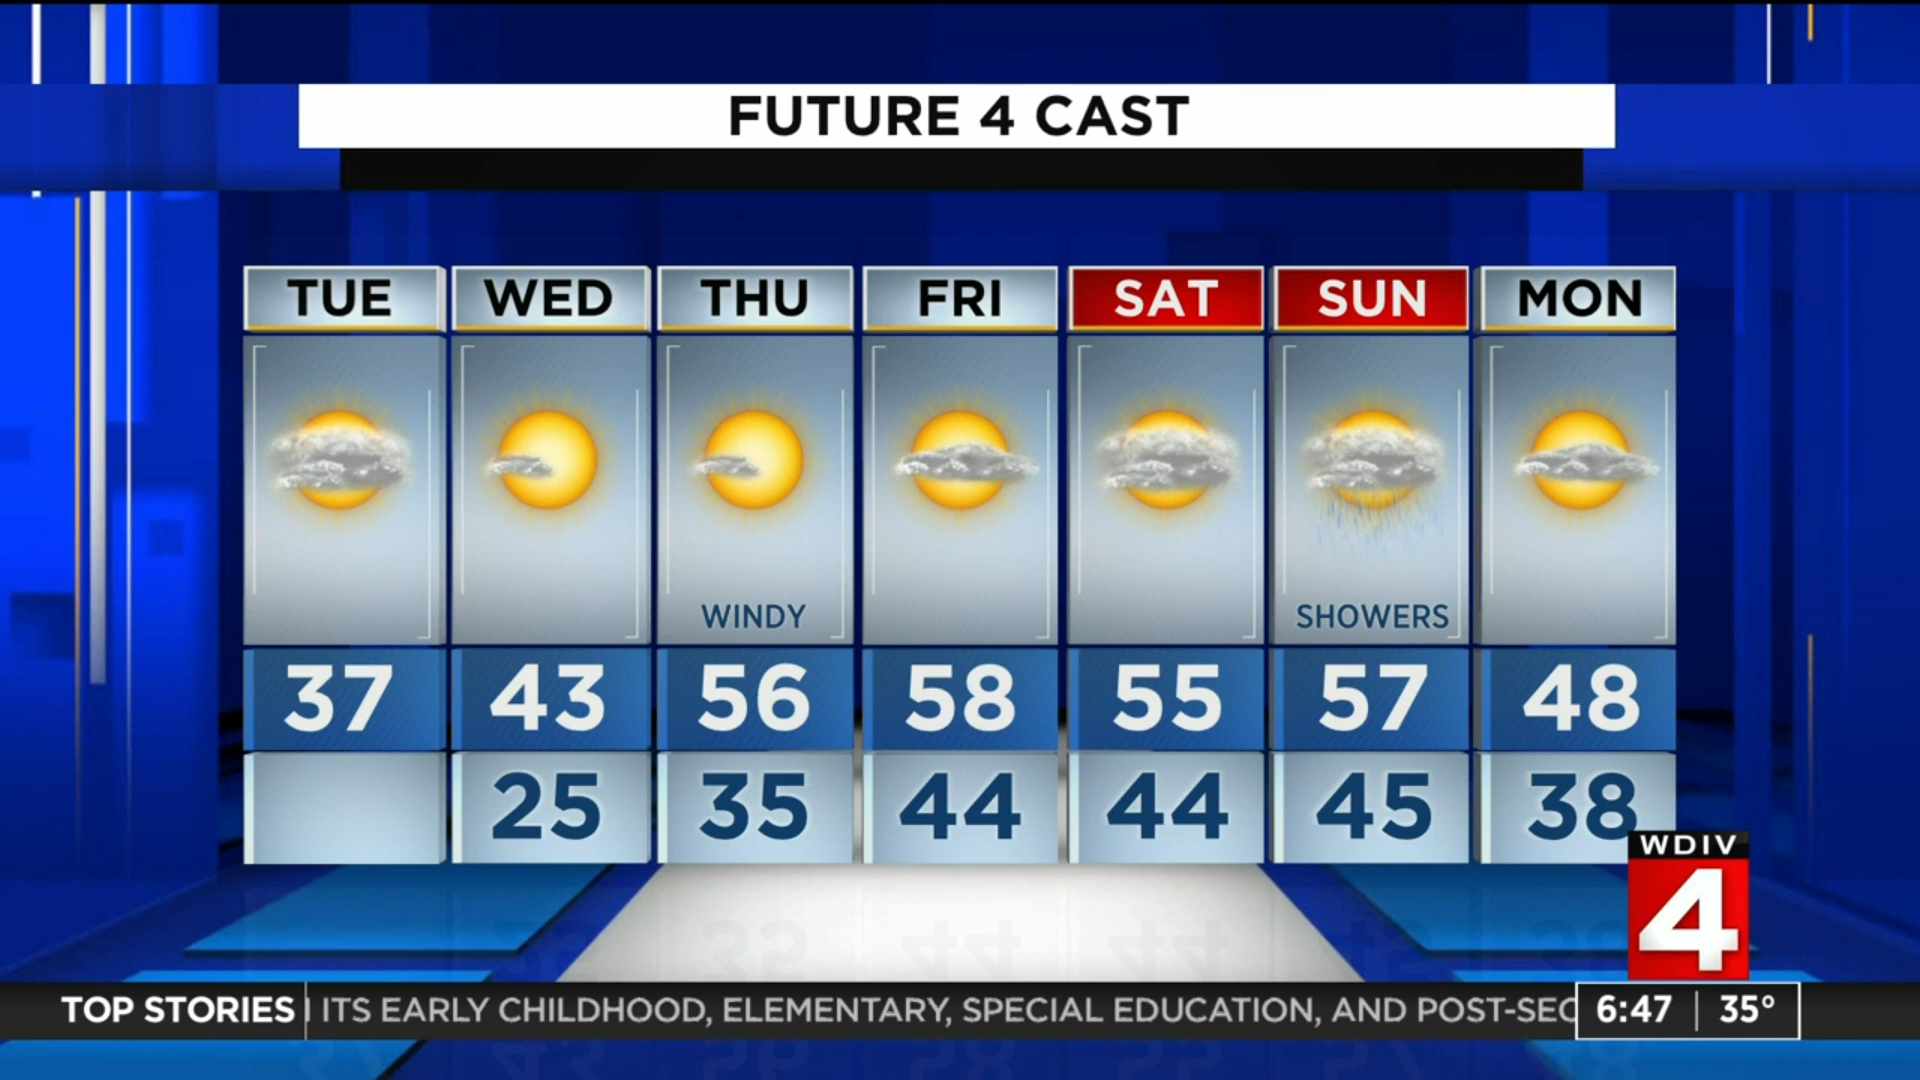 FUTURE 4 CAST
TUE WED THU FRI SAT SUN MON
WINDY SHOWERS
37 43 56 58 55 57 48
25 35 44 44 45 38
WDIV
4
TOP STORIES ITS EARLY CHILDHOOD, ELEMENTARY, SPECIAL EDUCATION, AND POST-SEC 6:47 35°